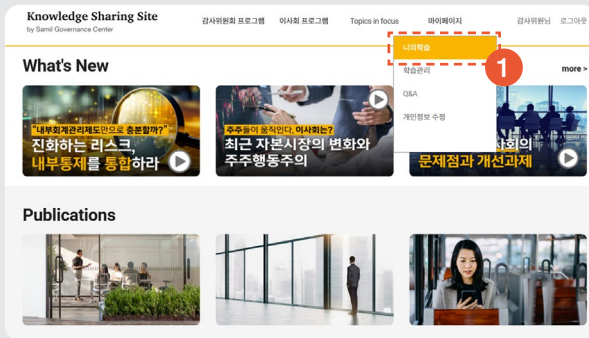 Knowledge Sharing Site
by Samil Governance Center
감사위원회 프로그램 이사회 프로그램 Topics in focus 마이페이지 감사위원님 로그아웃
나의학습
학습관리
Q&A
개인정보 수정
1
What's New
more >
"내부회계관리제도만으로 충분할까?"
진화하는 리스크,
내부통제를 통합하라
주주들이 움직인다, 이사회는?
최근 자본시장의 변화와
주주행동주의
사회의
문제점과 개선과제
Publications